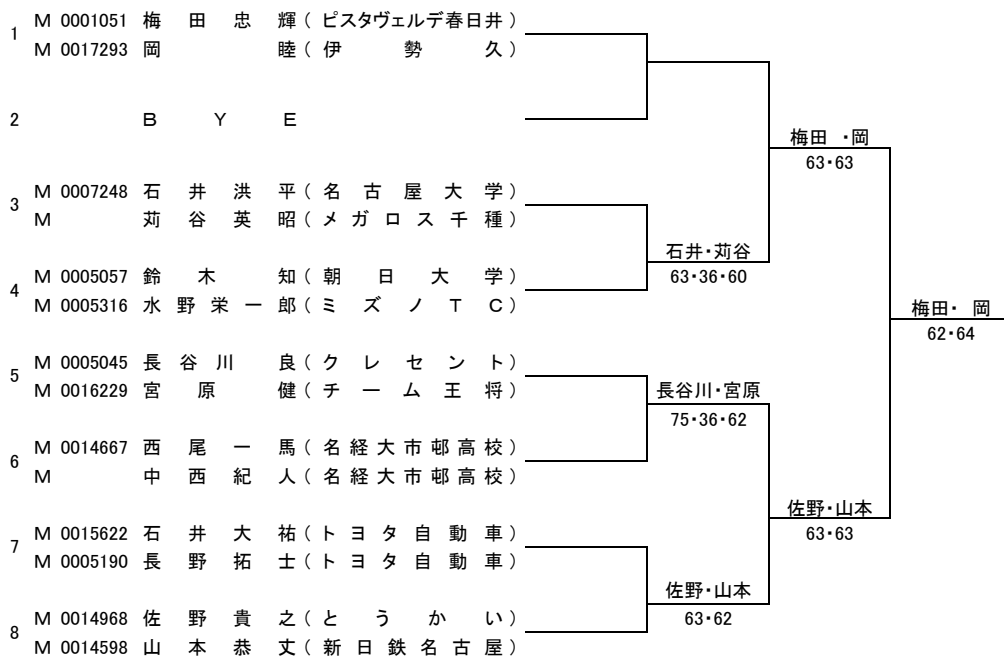 1 M 0001051 梅田忠輝(ピスタヴェルデ春日井)
M 0017293 岡睦(伊勢久)
2 BYE
梅田・岡
63・63
3 M 0007248 石井洪平(名古屋大学)
M 苅谷英昭(メガロス千種)
石井・苅谷
63・36・60
4 M 0005057 鈴木知(朝日大学)
M 0005316 水野栄一郎(ミズノTC)
梅田・岡
62・64
5 M 0005045 長谷川良(クレセント)
M 0016229 宮原健(チーム王将)
長谷川・宮原
75・36・62
6 M 0014667 西尾一馬(名経大市邨高校)
M 中西紀人(名経大市邨高校)
佐野・山本
63・63
7 M 0015622 石井大祐(トヨタ自動車)
M 0005190 長野拓士(トヨタ自動車)
佐野・山本
63・62
8 M 0014968 佐野貴之(とうかい)
M 0014598 山本恭丈(新日鉄名古屋)